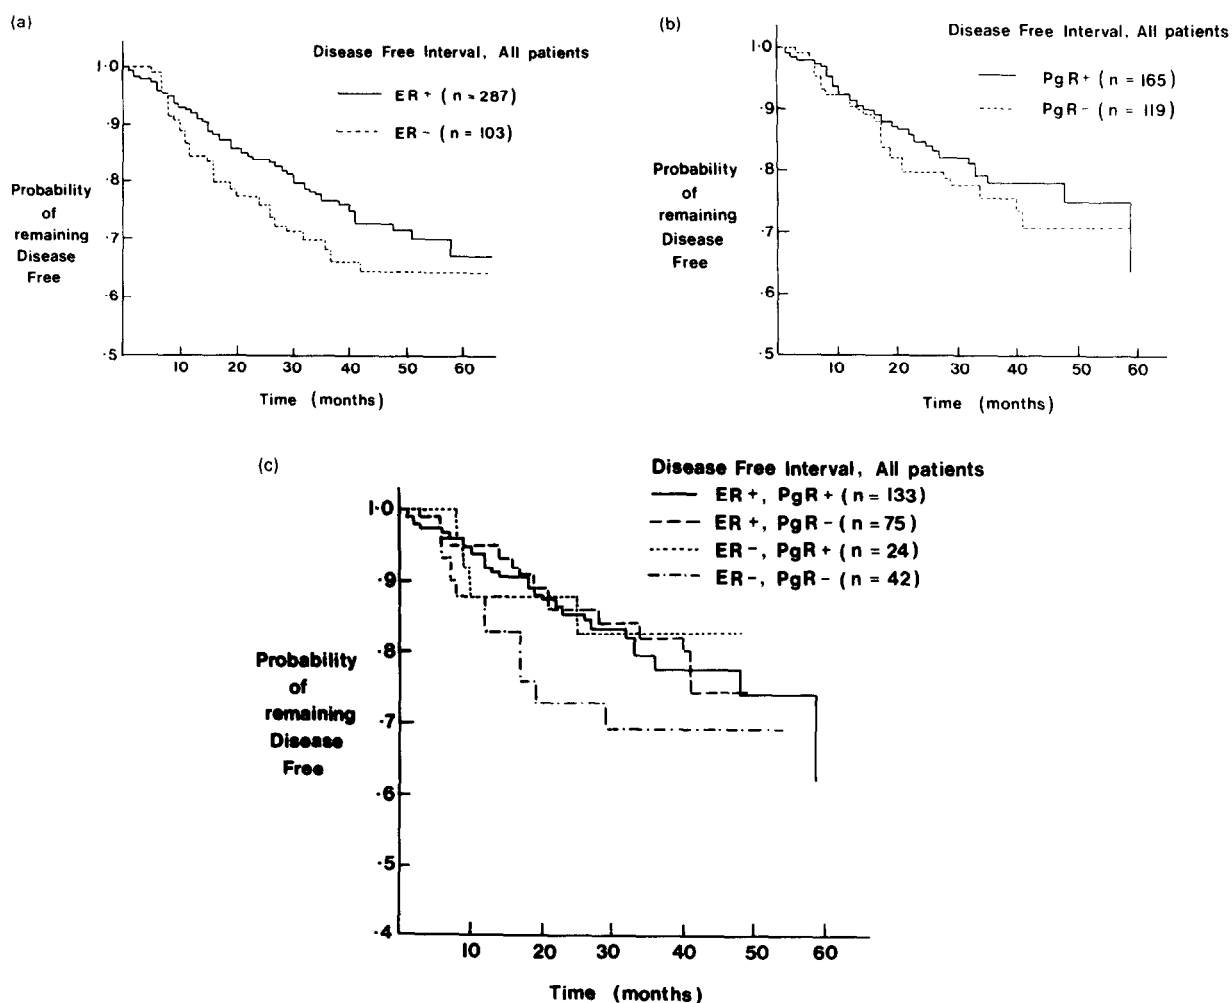 (a)
Disease Free Interval, All patients
ER + ( n = 287)
ER - ( n = 103)
1.0
.9
.8
.7
.6
.5
Probability
of
remaining
Disease
Free
10 20 30 40 50 60
Time (months)
(b)
Disease Free Interval, All patients
PgR + ( n = 165)
PgR - ( n = 119)
1.0
.9
.8
.7
.6
.5
Probability
of
remaining
Disease
Free
10 20 30 40 50 60
Time (months)
(c)
Disease Free Interval, All patients
ER +, PgR + ( n = 133)
ER +, PgR - ( n = 75)
ER -, PgR + ( n = 24)
ER -, PgR - ( n = 42)
1.0
.9
.8
.7
.6
.5
.4
Probability
of
remaining
Disease
Free
10 20 30 40 50 60
Time (months)